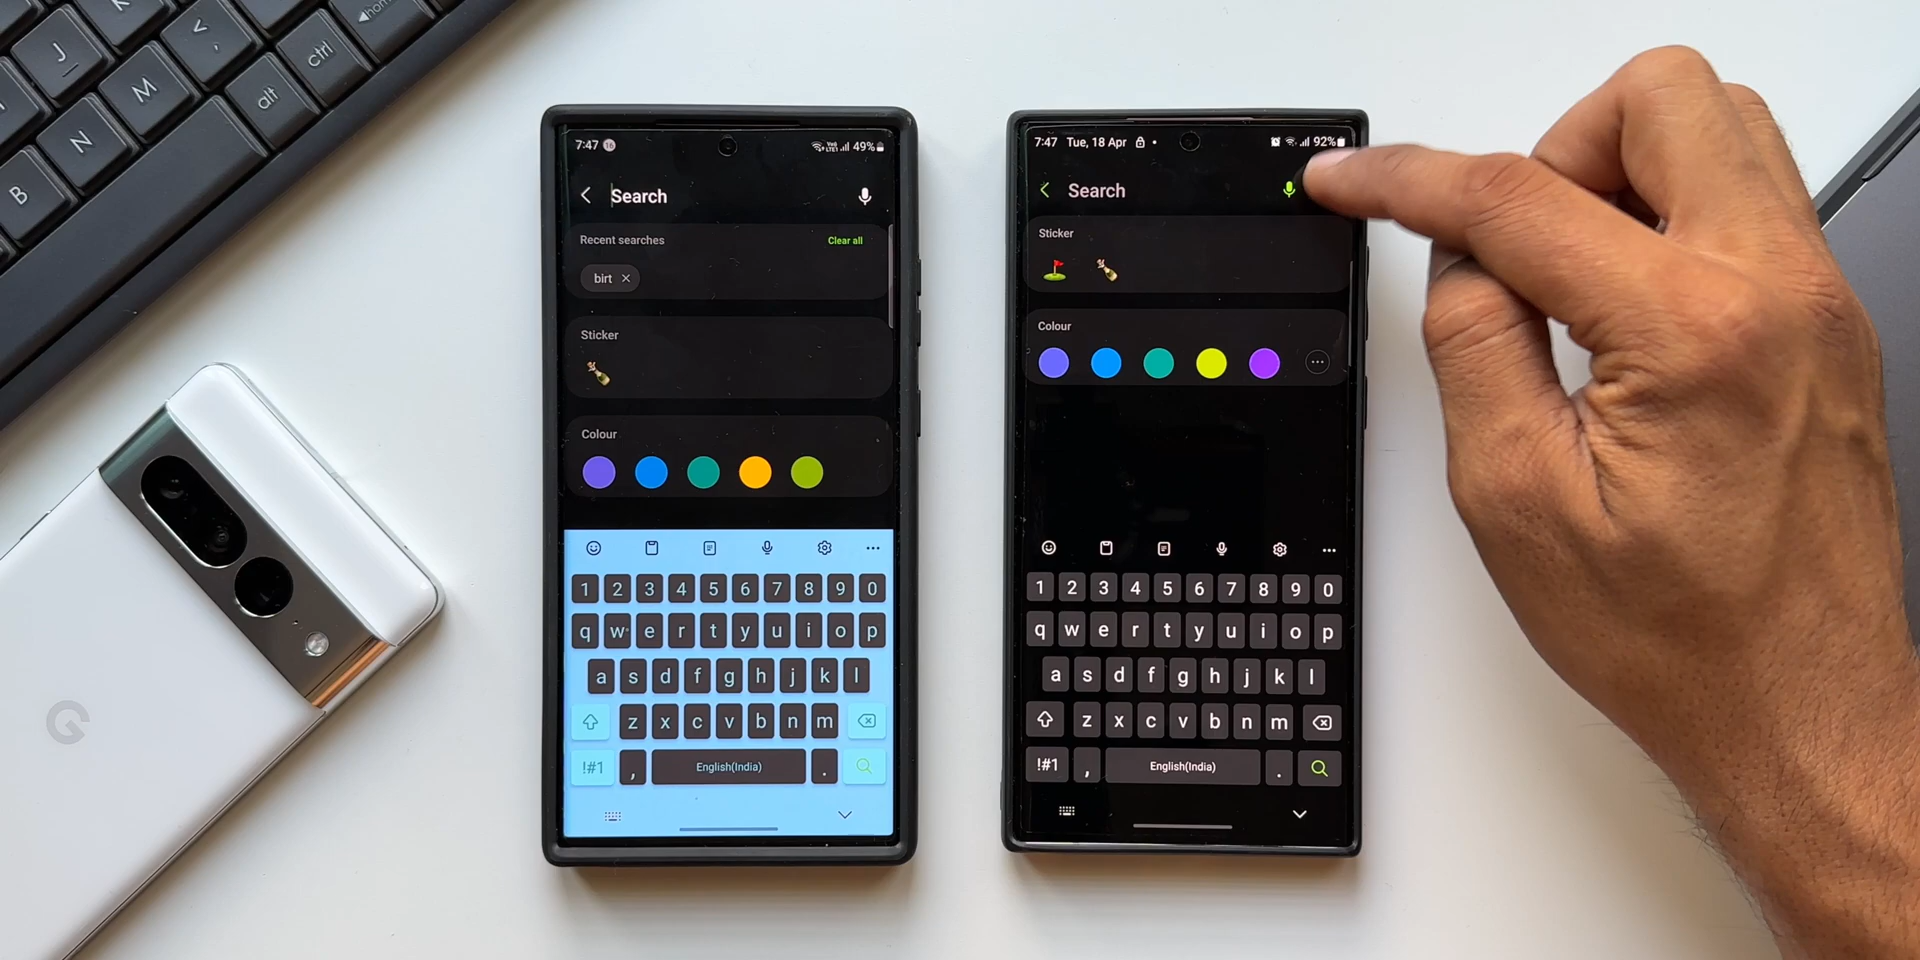 J
K
V
home
N
M
alt
ctrl
B
G
7:47 16 49%
Search
Recent searches Clear all
birt
Sticker
Colour
1 2 3 4 5 6 7 8 9 0
q w e r t y u i o p
a s d f g h j k l
z x c v b n m
!#1 , English(India) .
7:47 Tue, 18 Apr 92%
Search
Sticker
Colour
1 2 3 4 5 6 7 8 9 0
q w e r t y u i o p
a s d f g h j k l
z x c v b n m
!#1 , English(India) .